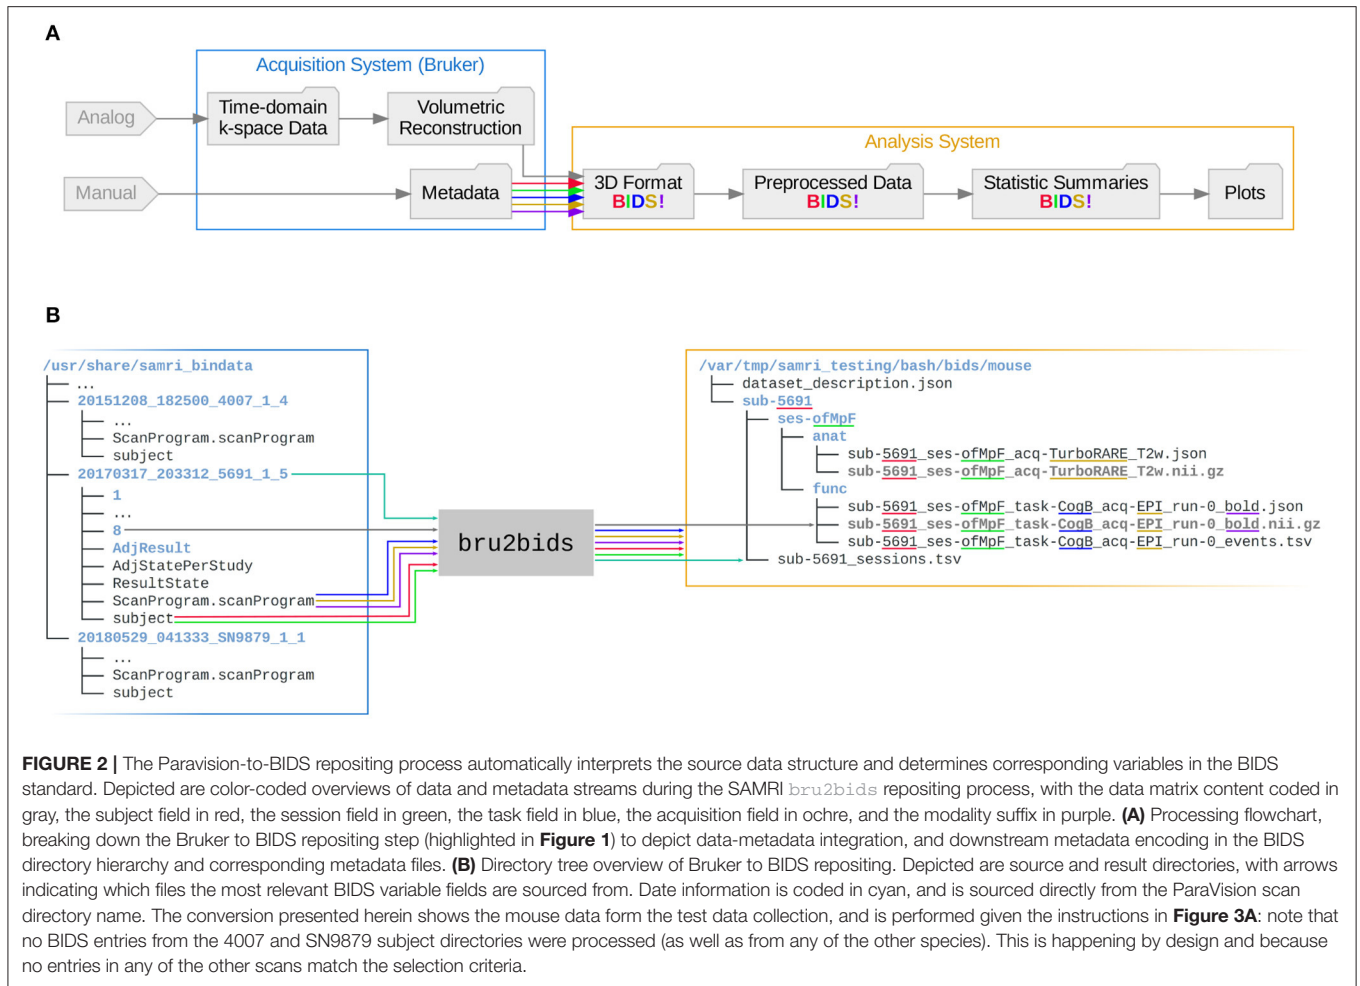 A
Acquisition System (Bruker)
Analog
Time-domain
k-space Data
Volumetric
Reconstruction
Analysis System
Manual
Metadata
3D Format
BIDS!
Preprocessed Data
BIDS!
Statistic Summaries
BIDS!
Plots
B
/usr/share/samri_bindata
...
20151208_182500_4007_1_4
...
ScanProgram.scanProgram
subject
20170317_203312_5691_1_5
1
...
8
AdjResult
AdjStatePerStudy
ResultState
ScanProgram.scanProgram
subject
20180529_041333_SN9879_1_1
...
ScanProgram.scanProgram
subject
bru2bids
/var/tmp/samri_testing/bash/bids/mouse
dataset_description.json
sub-5691
ses-ofMpF
anat
sub-5691_ses-ofMpF_acq-TurboRARE_T2w.json
sub-5691_ses-ofMpF_acq-TurboRARE_T2w.nii.gz
func
sub-5691_ses-ofMpF_task-CogB_acq-EPI_run-0_bold.json
sub-5691_ses-ofMpF_task-CogB_acq-EPI_run-0_bold.nii.gz
sub-5691_ses-ofMpF_task-CogB_acq-EPI_run-0_events.tsv
sub-5691_sessions.tsv
FIGURE 2 | The Paravision-to-BIDS repositing process automatically interprets the source data structure and determines corresponding variables in the BIDS
standard. Depicted are color-coded overviews of data and metadata streams during the SAMRI bru2bids repositing process, with the data matrix content coded in
gray, the subject field in red, the session field in green, the task field in blue, the acquisition field in ochre, and the modality suffix in purple. (A) Processing flowchart,
breaking down the Bruker to BIDS repositing step (highlighted in Figure 1) to depict data-metadata integration, and downstream metadata encoding in the BIDS
directory hierarchy and corresponding metadata files. (B) Directory tree overview of Bruker to BIDS repositing. Depicted are source and result directories, with arrows
indicating which files the most relevant BIDS variable fields are sourced from. Date information is coded in cyan, and is sourced directly from the ParaVision scan
directory name. The conversion presented herein shows the mouse data form the test data collection, and is performed given the instructions in Figure 3A: note that
no BIDS entries from the 4007 and SN9879 subject directories were processed (as well as from any of the other species). This is happening by design and because
no entries in any of the other scans match the selection criteria.